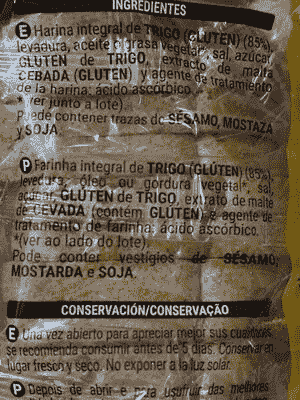 INGREDIENTES
E Harina integral de TRIGO (GLUTEN) (85%),
levadura, aceite o grasa vegetal*, sal, azúcar,
GLUTEN de TRIGO, extracto de malta
CEBADA (GLUTEN) y agente de tratamiento
de la harina: ácido ascórbico.
*(ver junto a lote).
Puede contener trazas de SÉSAMO, MOSTAZA
y SOJA.
P Farinha integral de TRIGO (GLÚTEN) (85%),
levedura, óleo ou gordura vegetal*, sal,
açúcar, GLÚTEN de TRIGO, extrato de malte
de CEVADA (contém GLÚTEN) e agente de
tratamento de farinha: ácido ascórbico.
*(ver ao lado do lote).
Pode conter vestígios de SÉSAMO,
MOSTARDA e SOJA.
CONSERVACIÓN/CONSERVAÇÃO
E Una vez abierto para apreciar mejor sus cualidades
se recomienda consumir antes de 5 días. Conservar en
lugar fresco y seco. No exponer a la luz solar.
P Depois de abrir e para usufruir das melhores